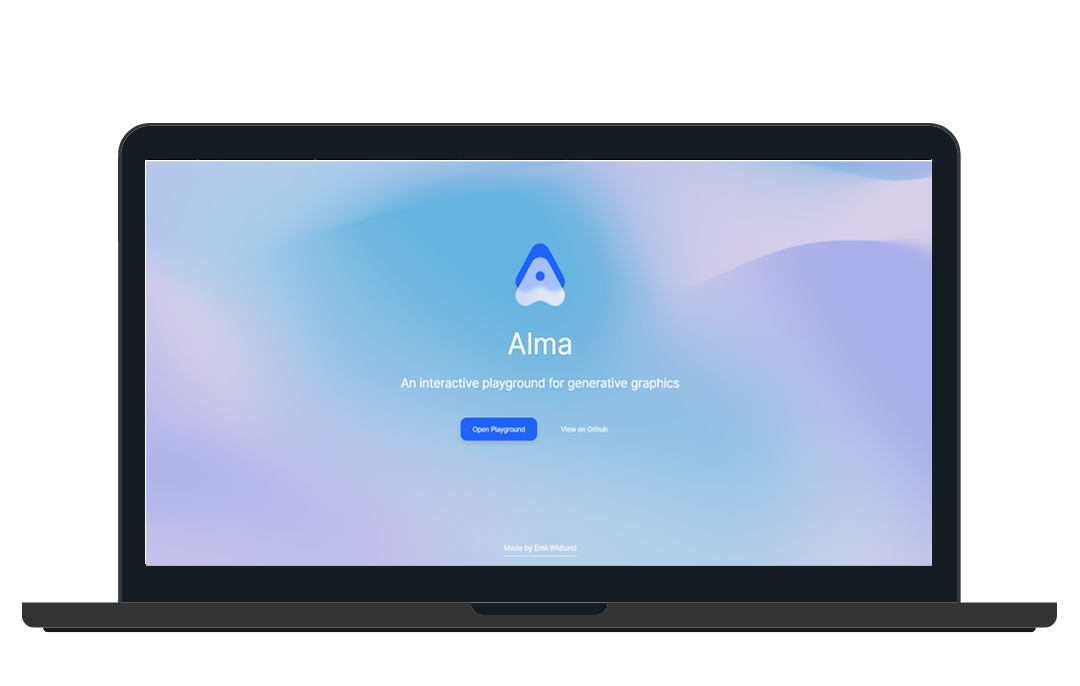 Alma
An interactive playground for generative graphics
Open Playground
View on Github
Made by Emil Widlund